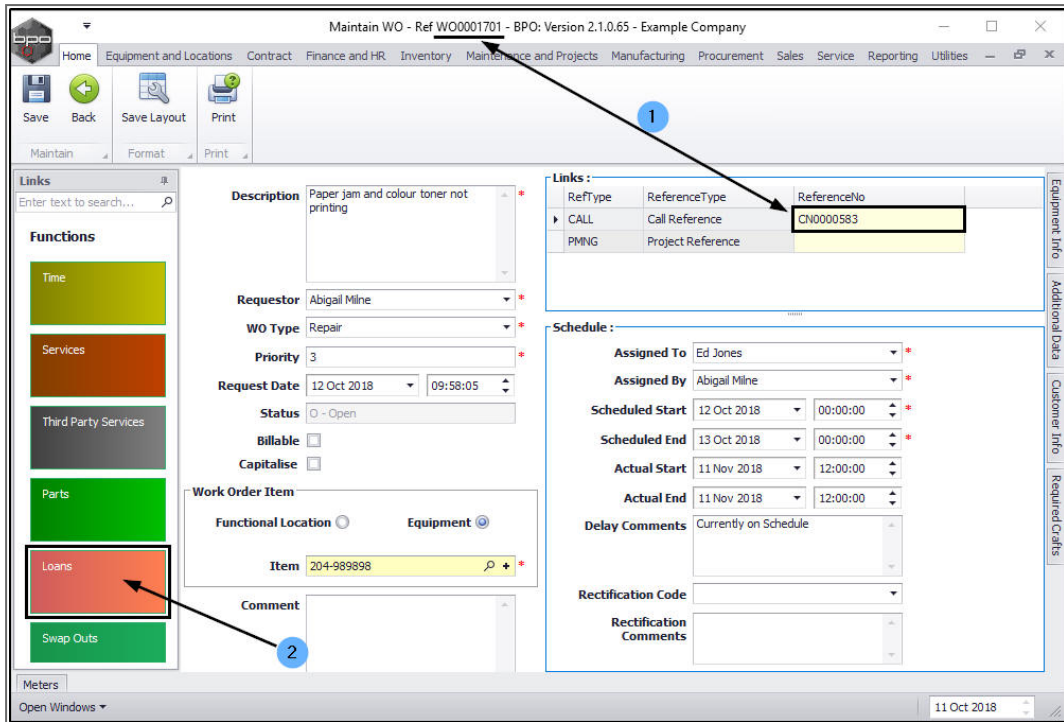 Maintain WO - Ref WO0001701 - BPO: Version 2.1.0.65 - Example Company
bpo
Home Equipment and Locations Contract Finance and HR Inventory Maintenance and Projects Manufacturing Procurement Sales Service Reporting Utilities
Save Back Save Layout Print
Maintain Format Print
1
Links
Enter text to search...
Functions
Time
Services
Third Party Services
Parts
Loans
Swap Outs
2
Description Paper jam and colour toner not
printing
*
Requestor Abigail Milne *
WO Type Repair *
Priority 3 *
Request Date 12 Oct 2018 09:58:05
Status O - Open
Billable
Capitalise
Work Order Item
Functional Location Equipment
Item 204-989898 *
Comment
Links :
RefType ReferenceType ReferenceNo
CALL Call Reference CN0000583
PMNG Project Reference
Schedule :
Assigned To Ed Jones *
Assigned By Abigail Milne *
Scheduled Start 12 Oct 2018 00:00:00 *
Scheduled End 13 Oct 2018 00:00:00 *
Actual Start 11 Nov 2018 12:00:00
Actual End 11 Nov 2018 12:00:00
Delay Comments Currently on Schedule
Rectification Code
Rectification
Comments
Equipment Info
Additional Data
Customer Info
Required Crafts
Meters
Open Windows
11 Oct 2018